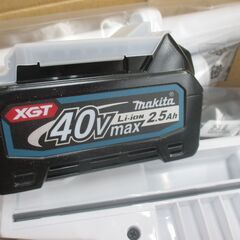 XGT
makita
40v max
Li-ion 2.5Ah